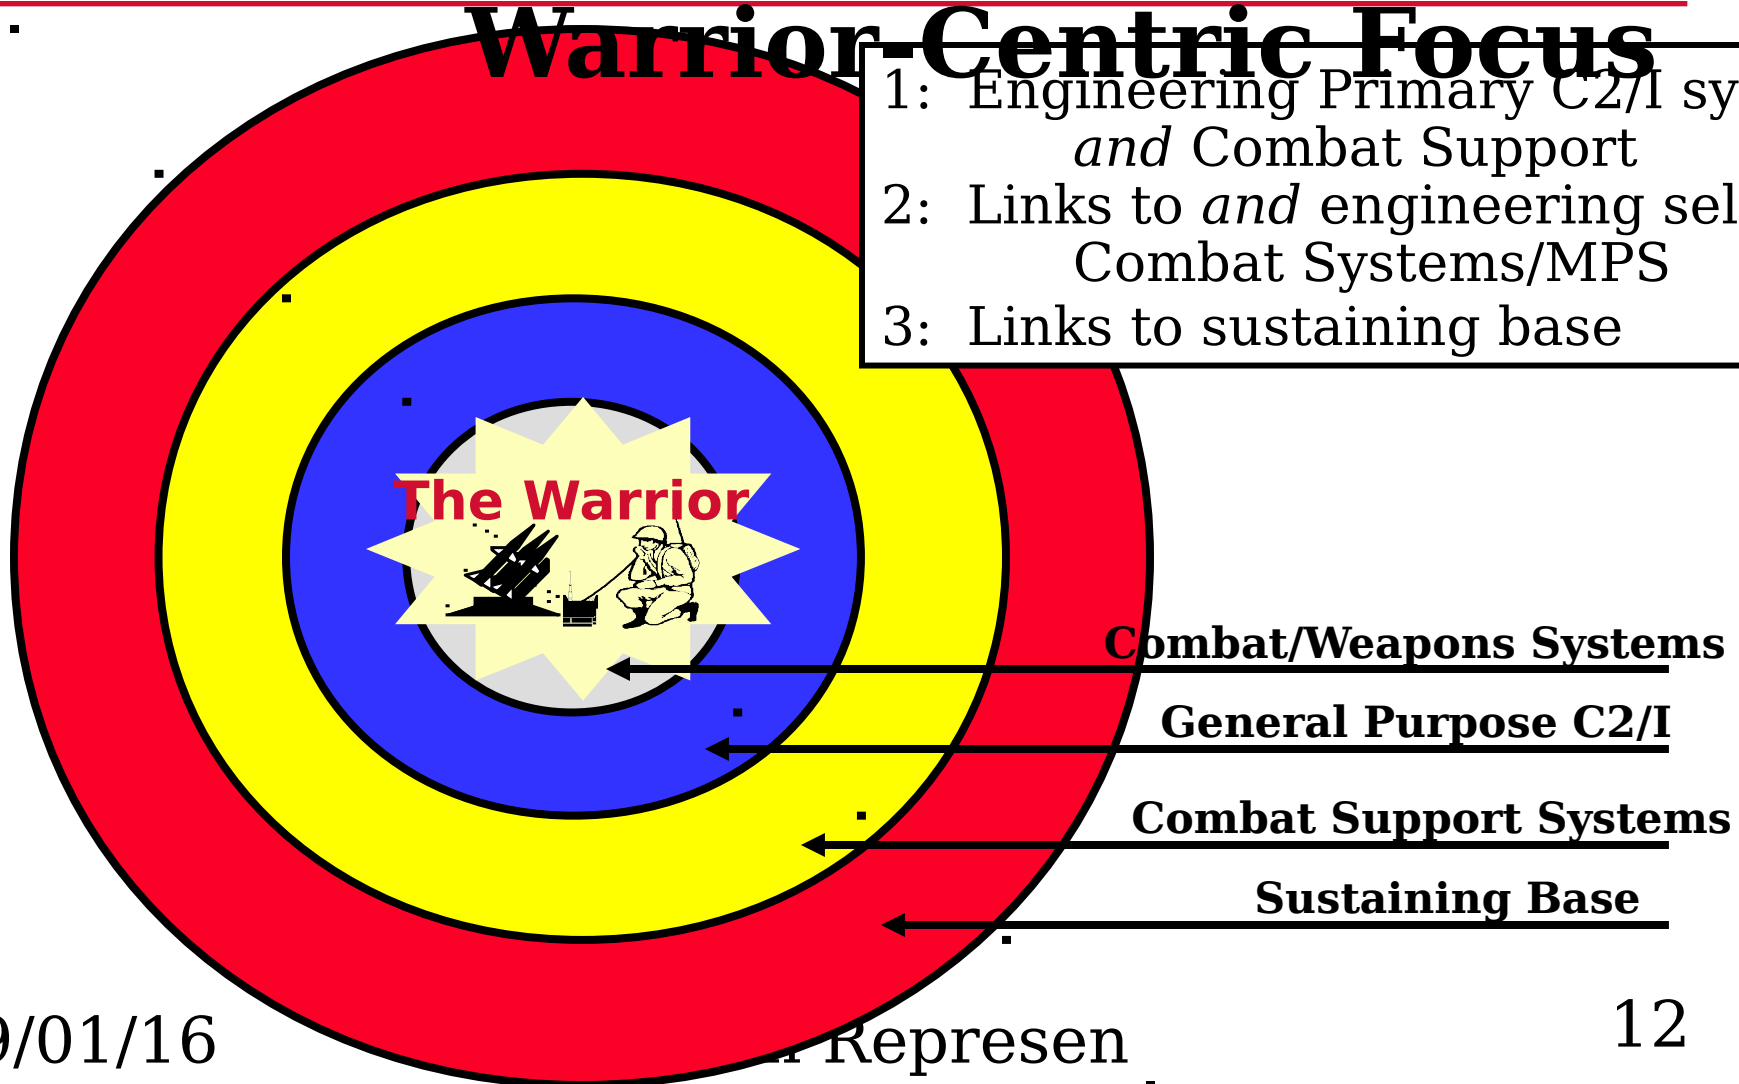 Warrior-Centric Focus
1: Engineering Primary C2/I
and Combat Support
2: Links to and engineering
Combat Systems/MPS
3: Links to sustaining base
The Warrior
Combat/Weapons Systems
General Purpose C2/I
Combat Support Systems
Sustaining Base
9/01/16
Represen
12